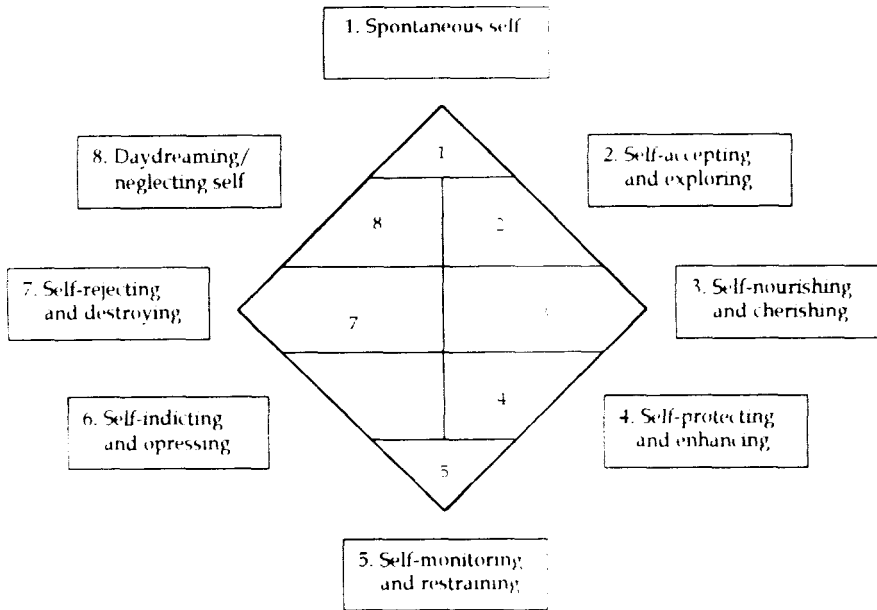 1. Spontaneous self
8. Daydreaming/
neglecting self
2. Self-accepting
and exploring
7. Self-rejecting
and destroying
3. Self-nourishing
and cherishing
6. Self-indicting
and opressing
4. Self-protecting
and enhancing
5. Self-monitoring
and restraining
1
8
2
7
4
5